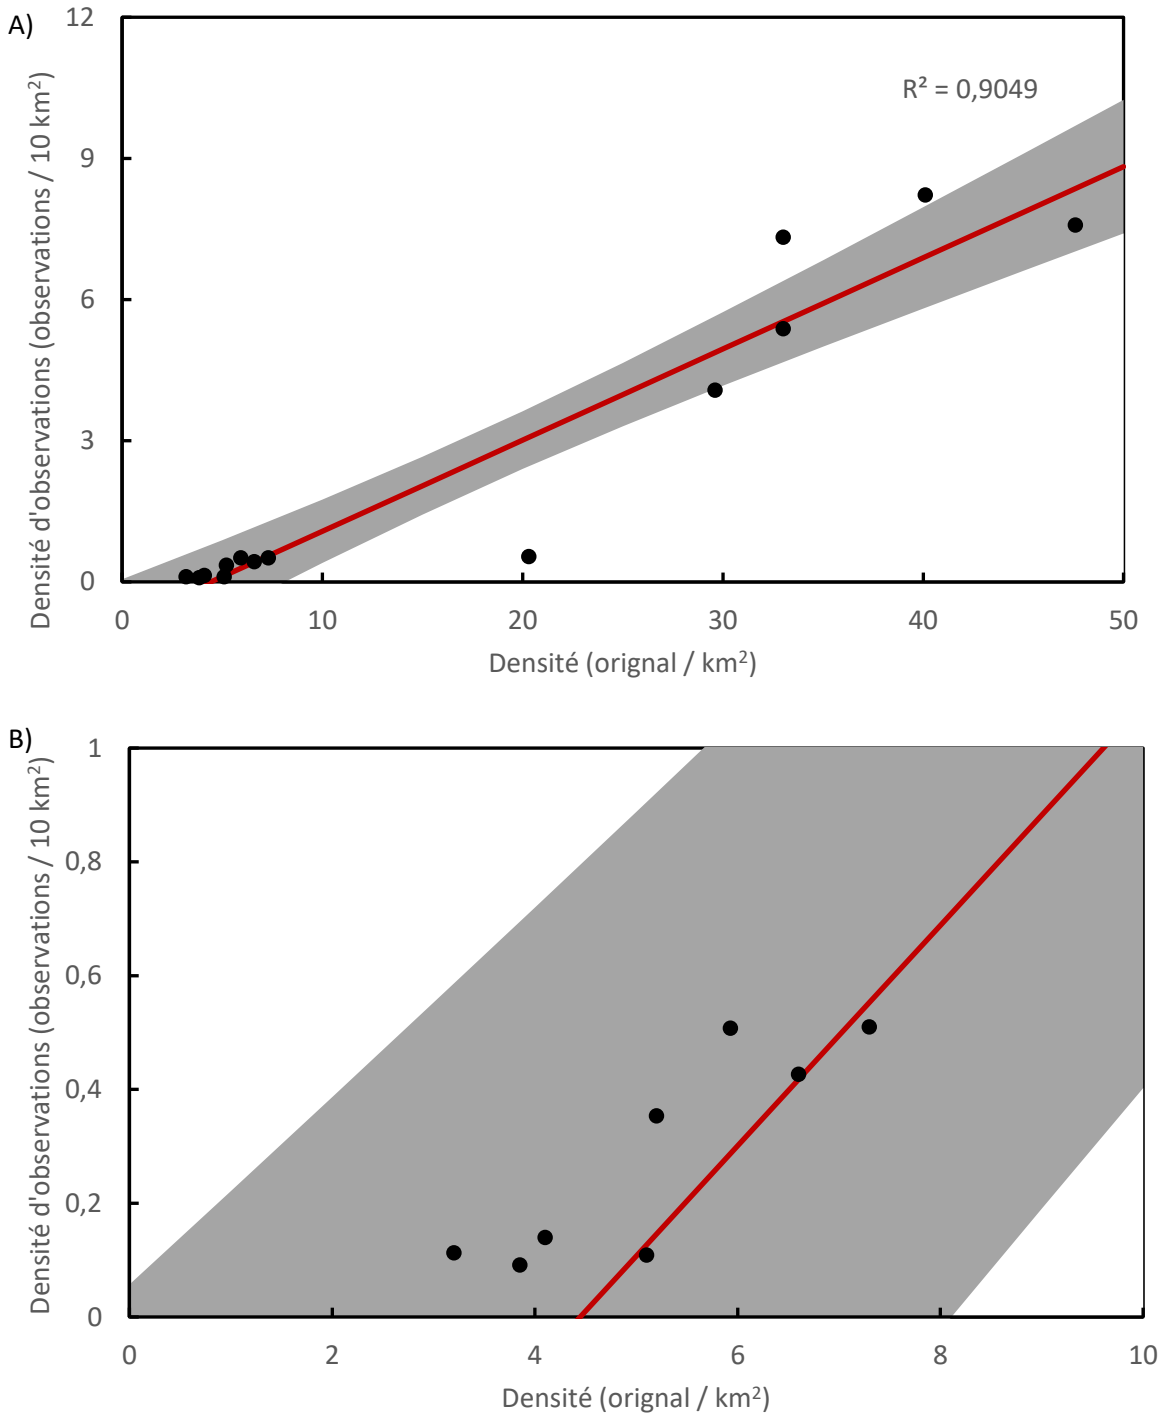 A)
Densité d'observations (observations / 10 km²)
12
9
6
3
0
R² = 0,9049
0 10 20 30 40 50
Densité (orignal / km²)
B)
Densité d'observations (observations / 10 km²)
1
0,8
0,6
0,4
0,2
0
0 2 4 6 8 10
Densité (orignal / km²)